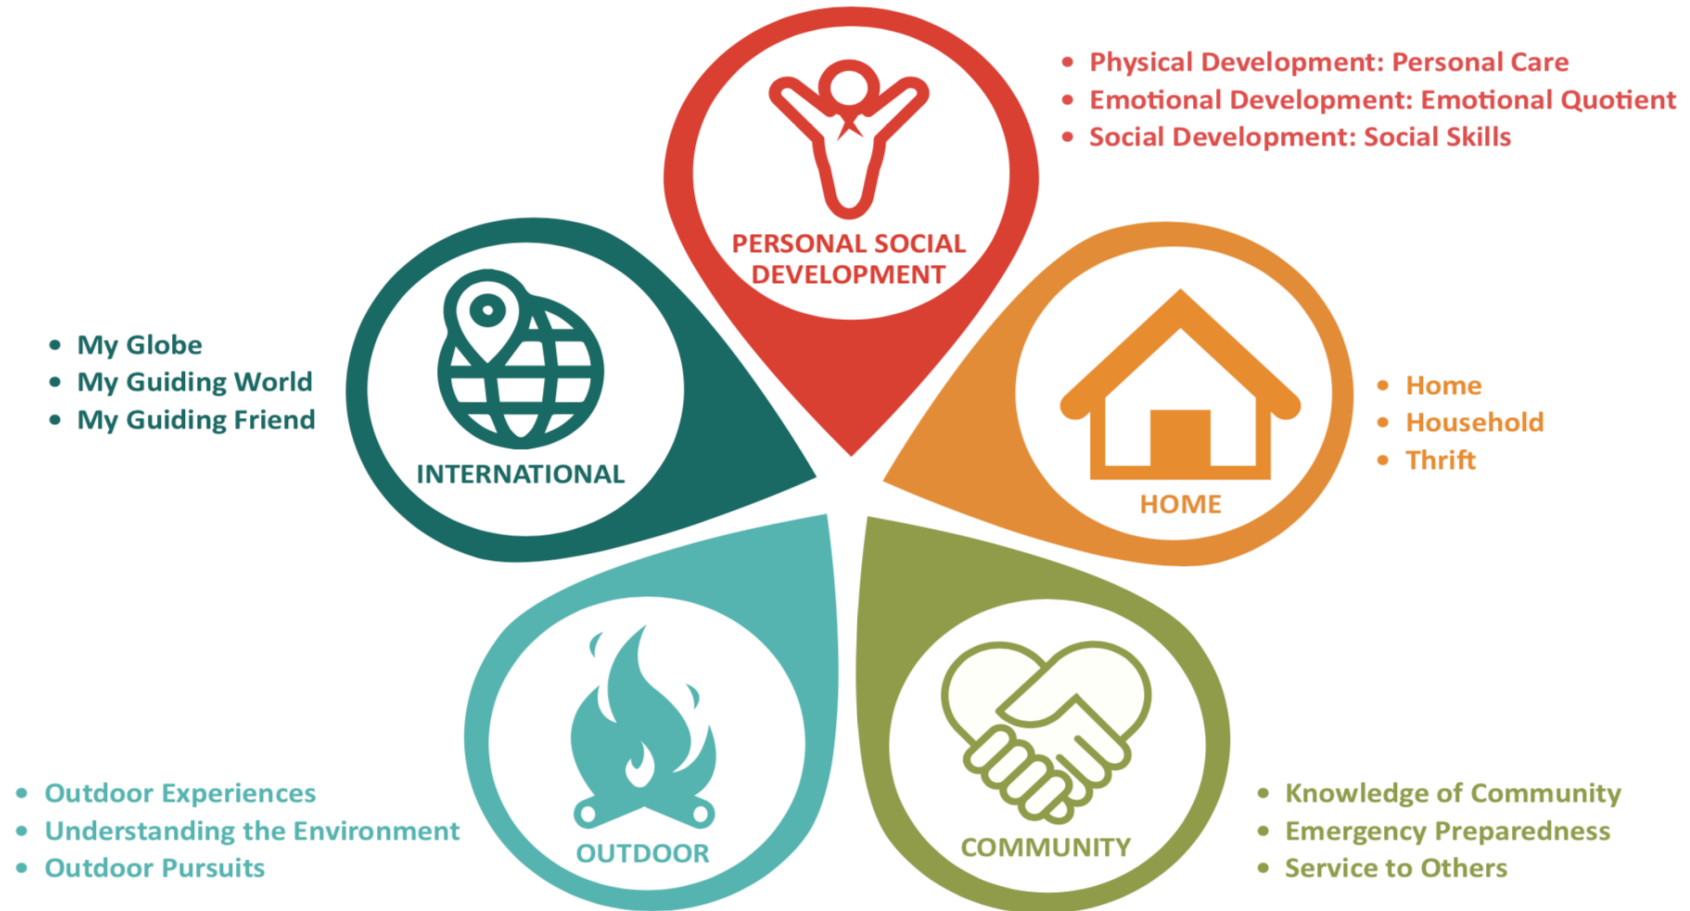 PERSONAL SOCIAL
DEVELOPMENT
• Physical Development: Personal Care
• Emotional Development: Emotional Quotient
• Social Development: Social Skills
HOME
• Home
• Household
• Thrift
COMMUNITY
• Knowledge of Community
• Emergency Preparedness
• Service to Others
OUTDOOR
• Outdoor Experiences
• Understanding the Environment
• Outdoor Pursuits
INTERNATIONAL
• My Globe
• My Guiding World
• My Guiding Friend